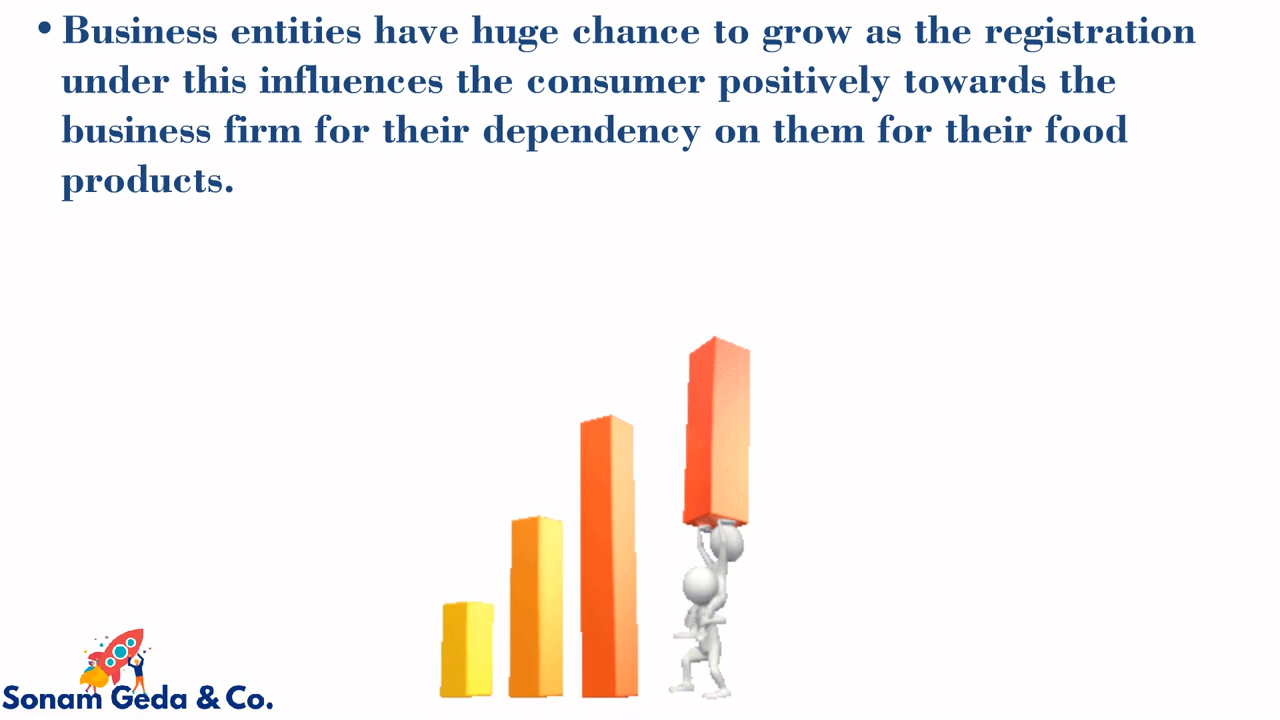 • Business entities have huge chance to grow as the registration
under this influences the consumer positively towards the
business firm for their dependency on them for their food
products.
Sonam Geda & Co.